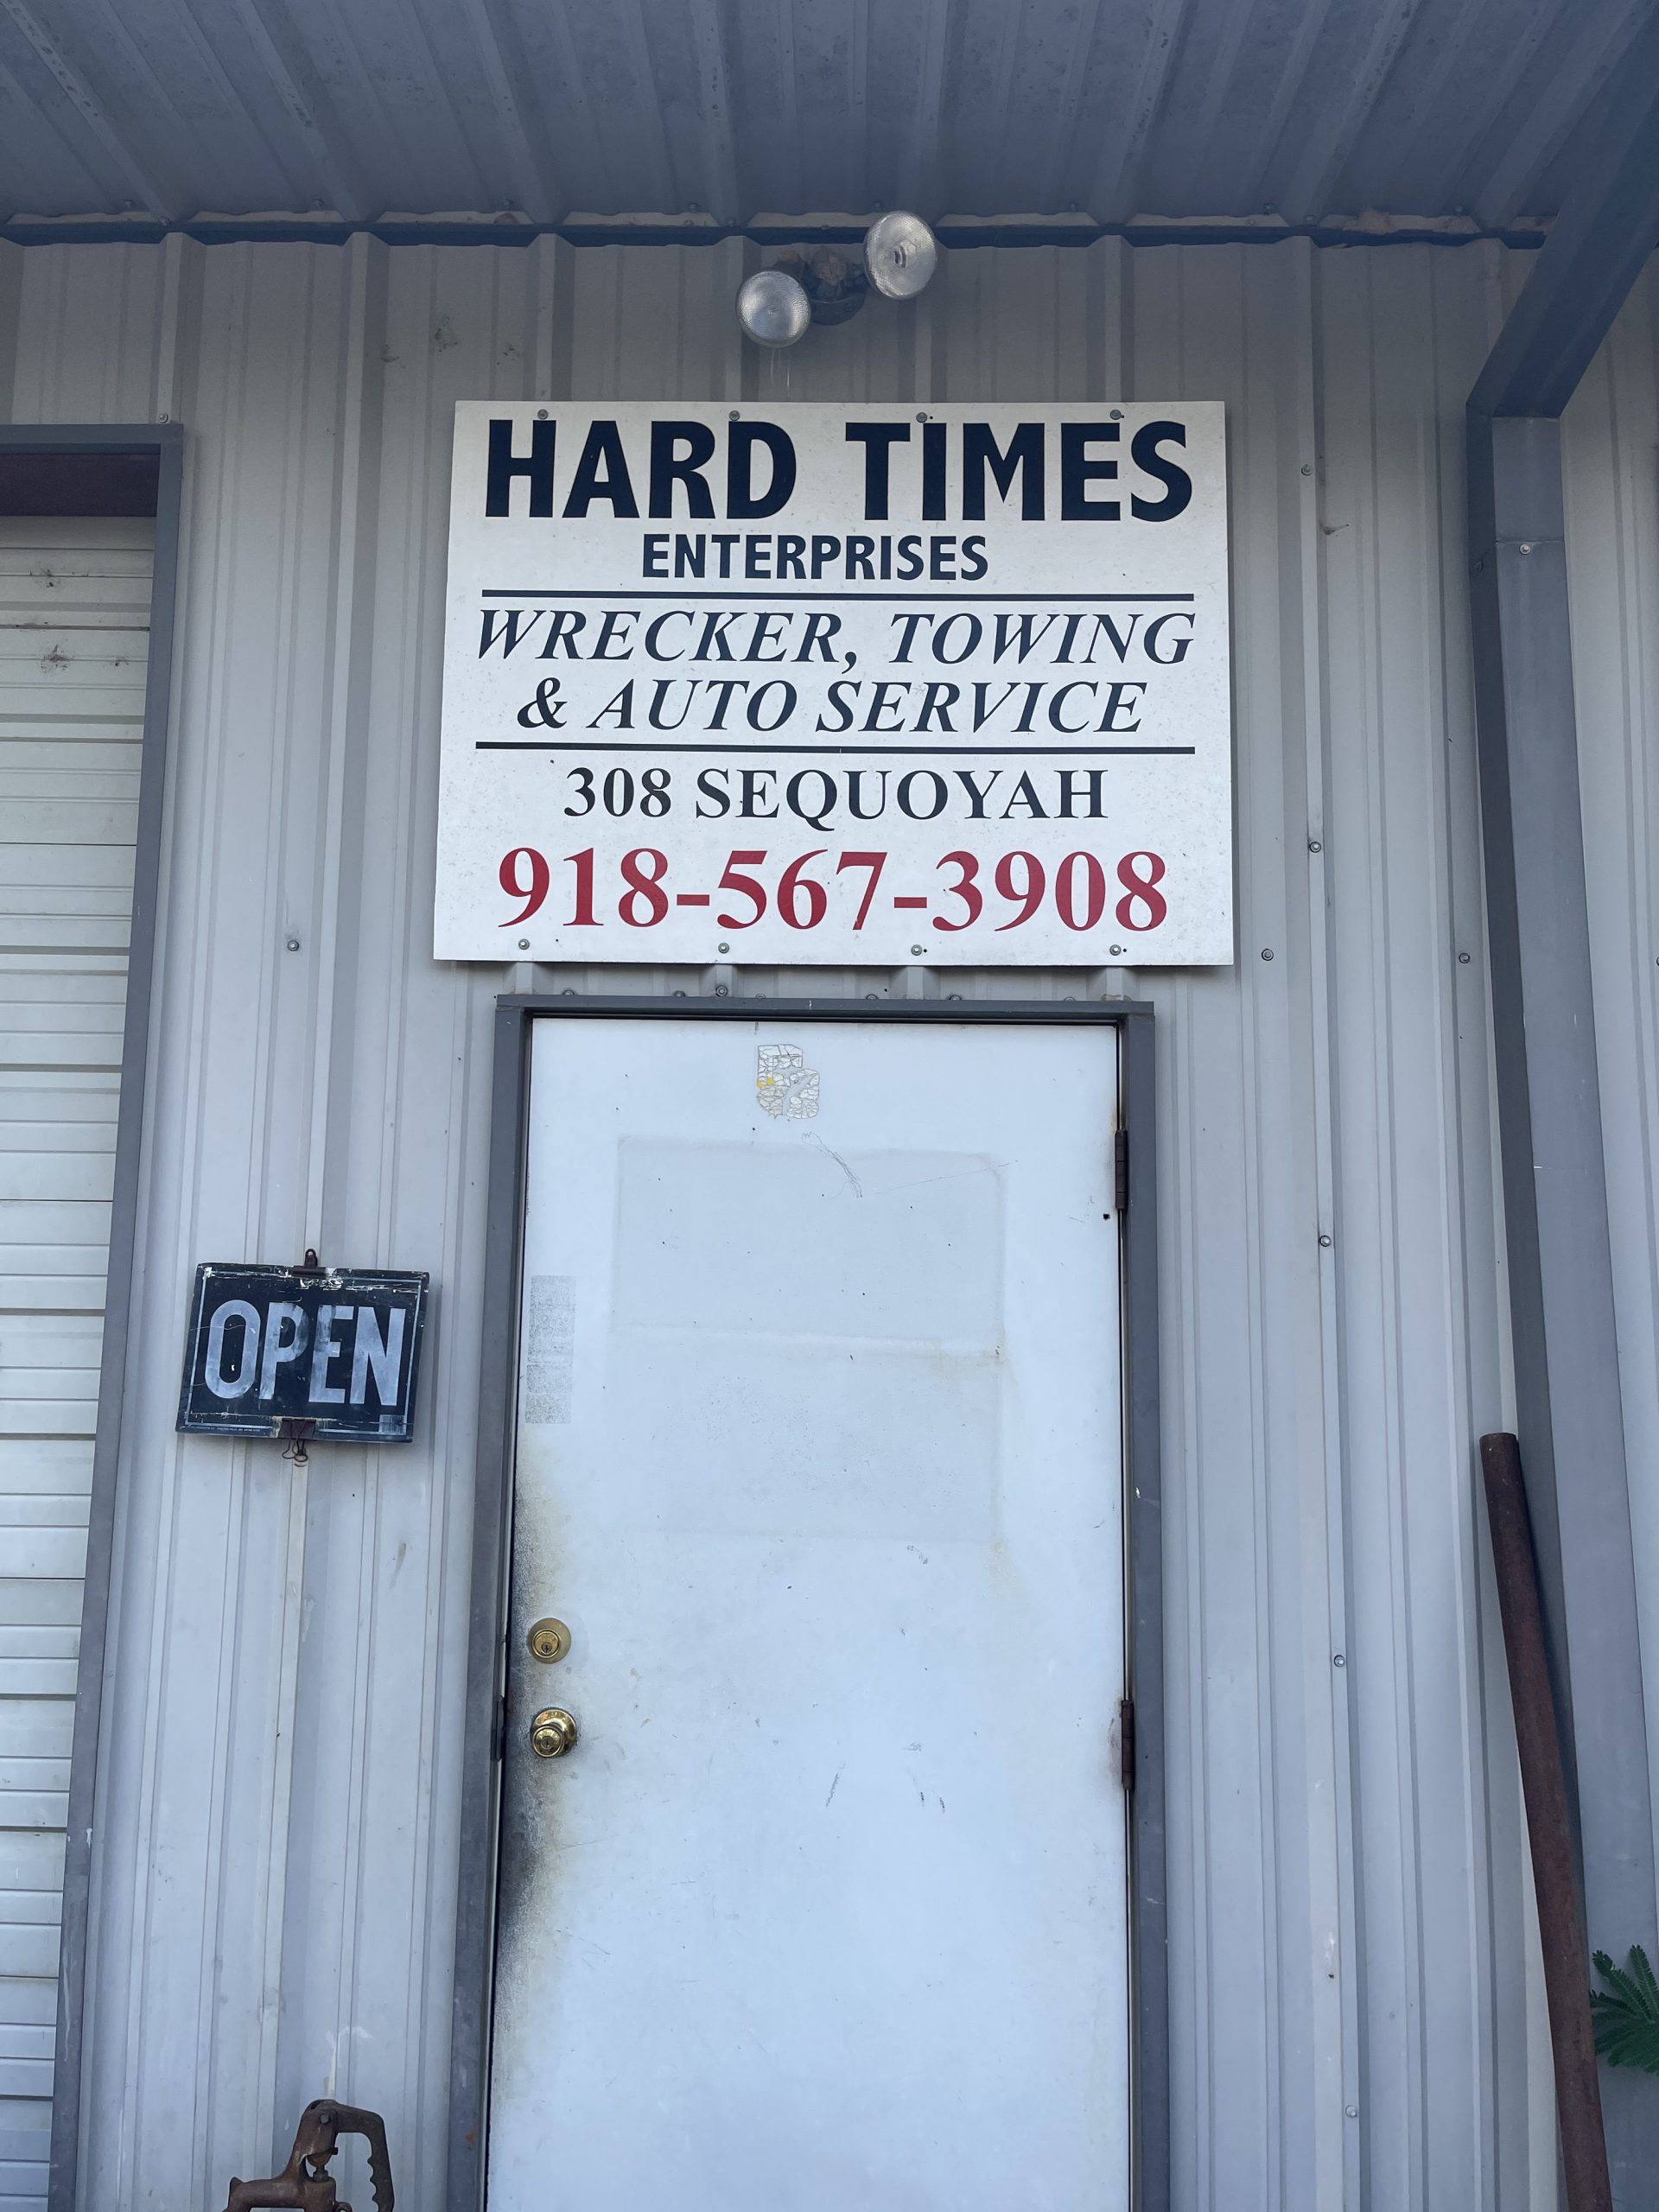 HARD TIMES
ENTERPRISES
WRECKER, TOWING
& AUTO SERVICE
308 SEQUOYAH
918-567-3908
OPEN